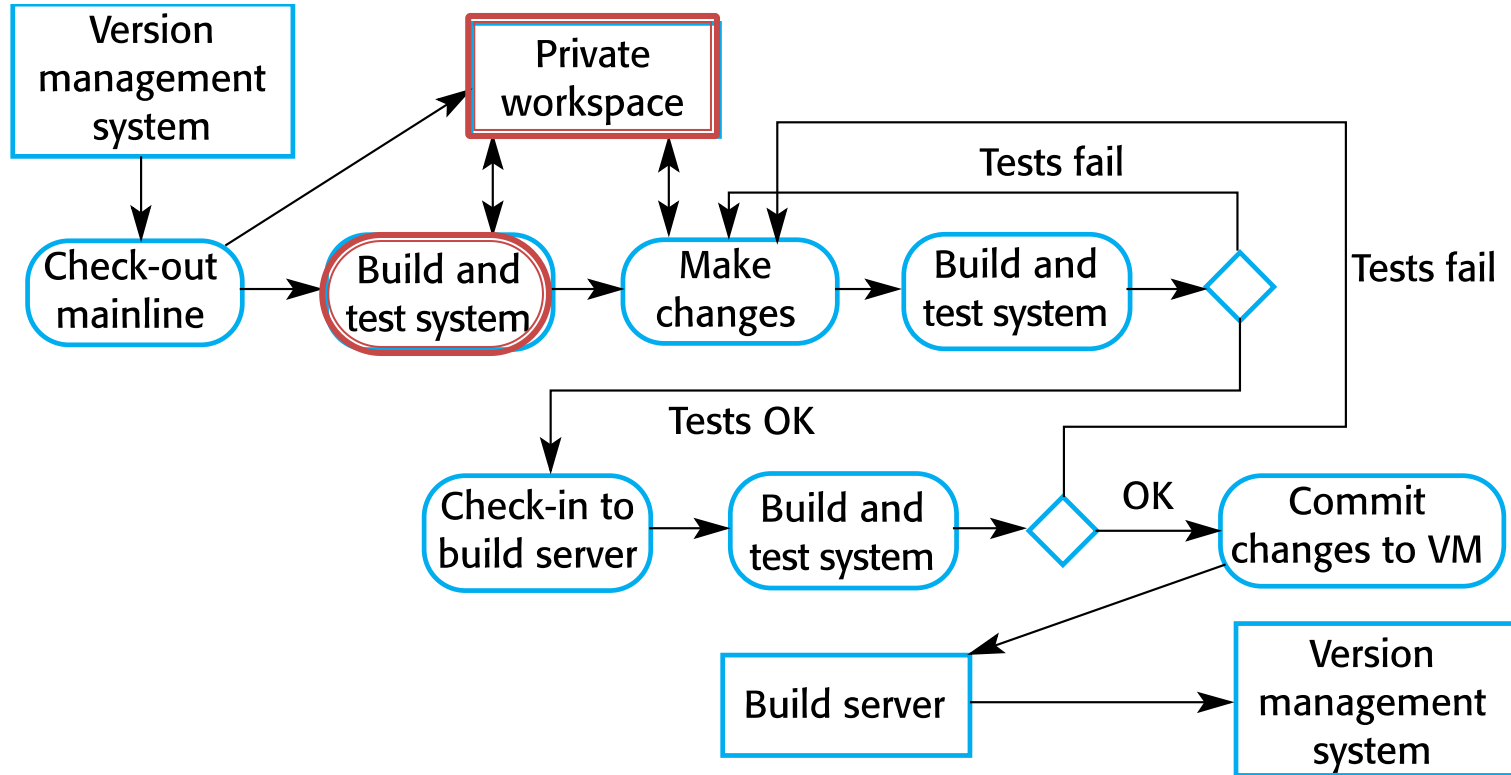 Version
management
system
Private
workspace
Tests fail
Check-out
mainline
Build and
test system
Make
changes
Build and
test system
Tests fail
Tests OK
Check-in to
build server
Build and
test system
OK
Commit
changes to VM
Build server
Version
management
system